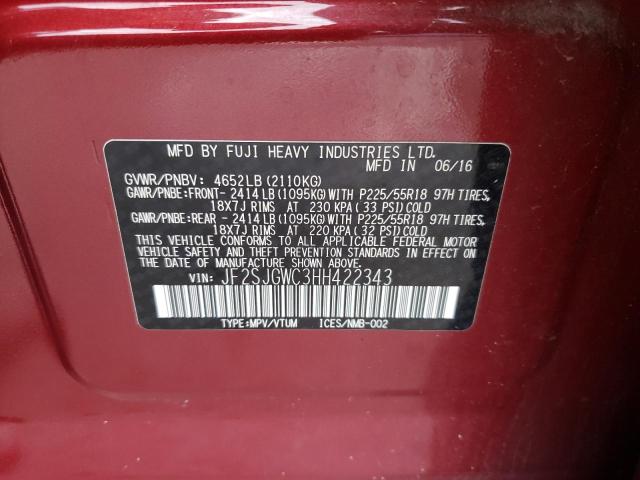 MFD BY FUJI HEAVY INDUSTRIES LTD.
MFD IN 06/16
GVWR/PNBV: 4652LB(2110KG)
GAWR/PNBE:FRONT- 2414LB(1095KG)WITH P225/55R18 97H TIRES,
18X7J RIMS AT 230 KPA(33 PSI)COLD
GAWR/PNBE:REAR - 2414LB(1095KG)WITH P225/55R18 97H TIRES,
18X7J RIMS AT 220 KPA(32 PSI)COLD
THIS VEHICLE CONFORMS TO ALL APPLICABLE FEDERAL MOTOR
VEHICLE SAFETY, BUMPER, AND THEFT PREVENTION
STANDARDS IN EFFECT ON THE DATE OF MANUFACTURE SHOWN ABOVE.
VIN: JF2SJGWC3HH422343
TYPE:MPV/VTUM ICES/NMB-002